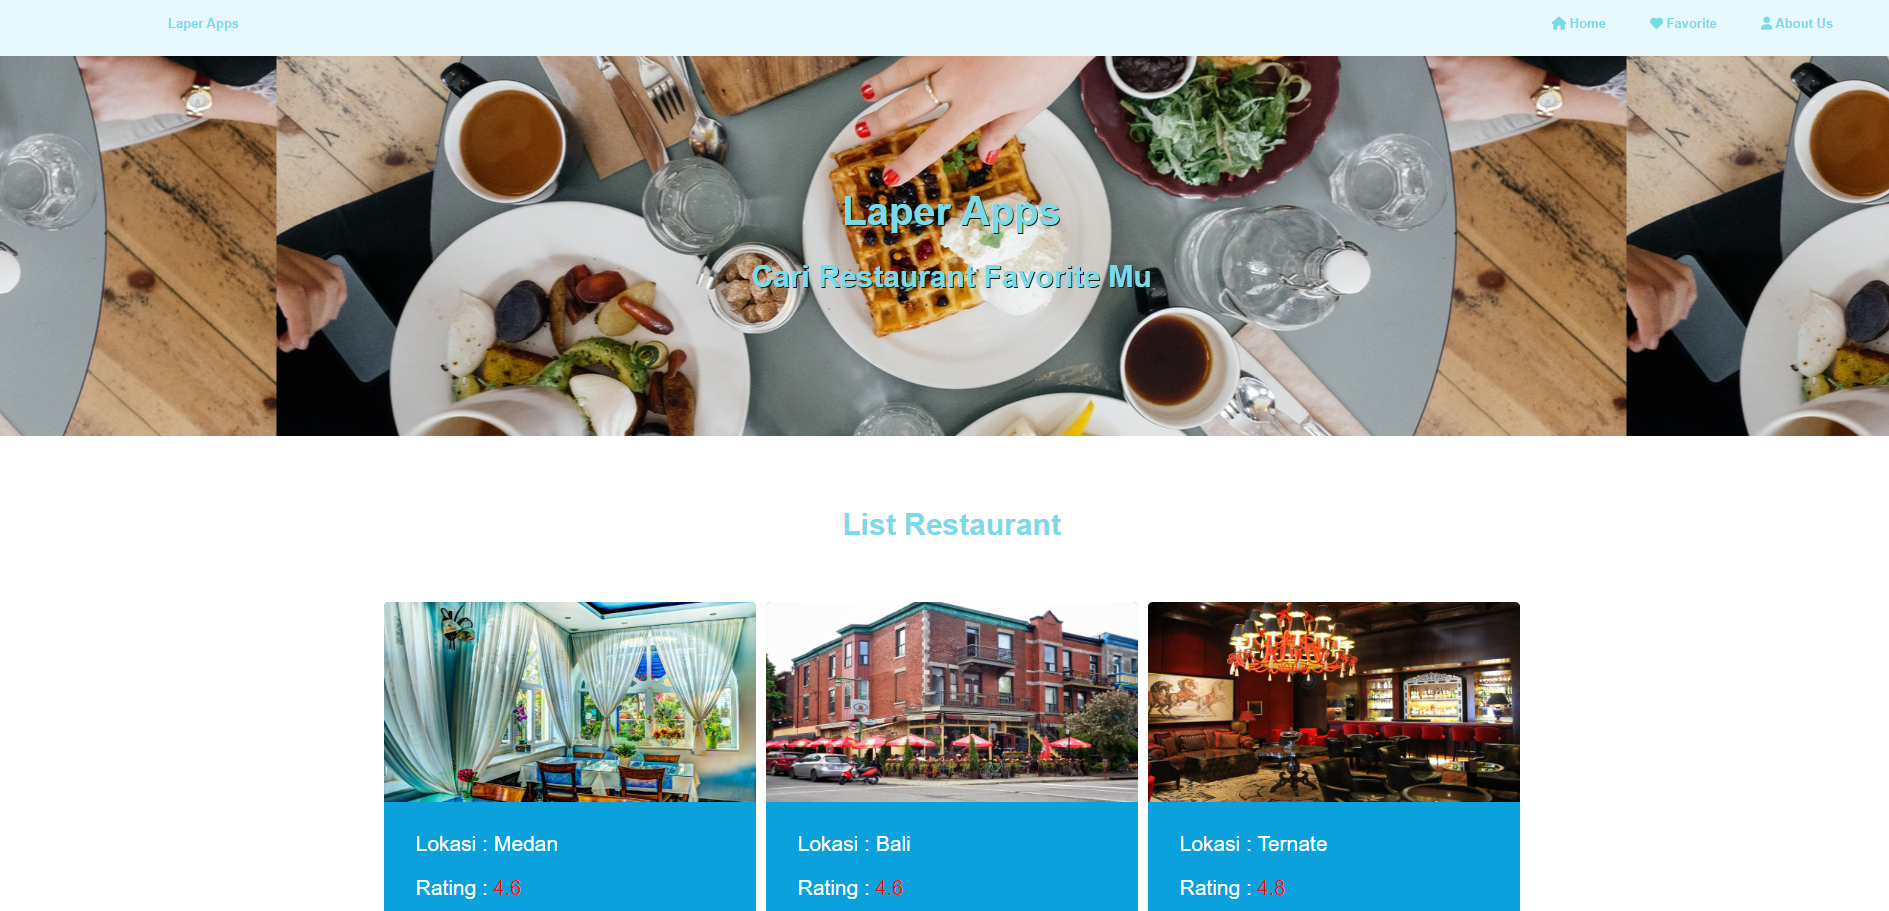 Laper Apps
Home Favorite About Us
Laper Apps
Cari Restaurant Favorite Mu
List Restaurant
Lokasi : Medan
Rating : 4.6
Lokasi : Bali
Rating : 4.6
Lokasi : Ternate
Rating : 4.8